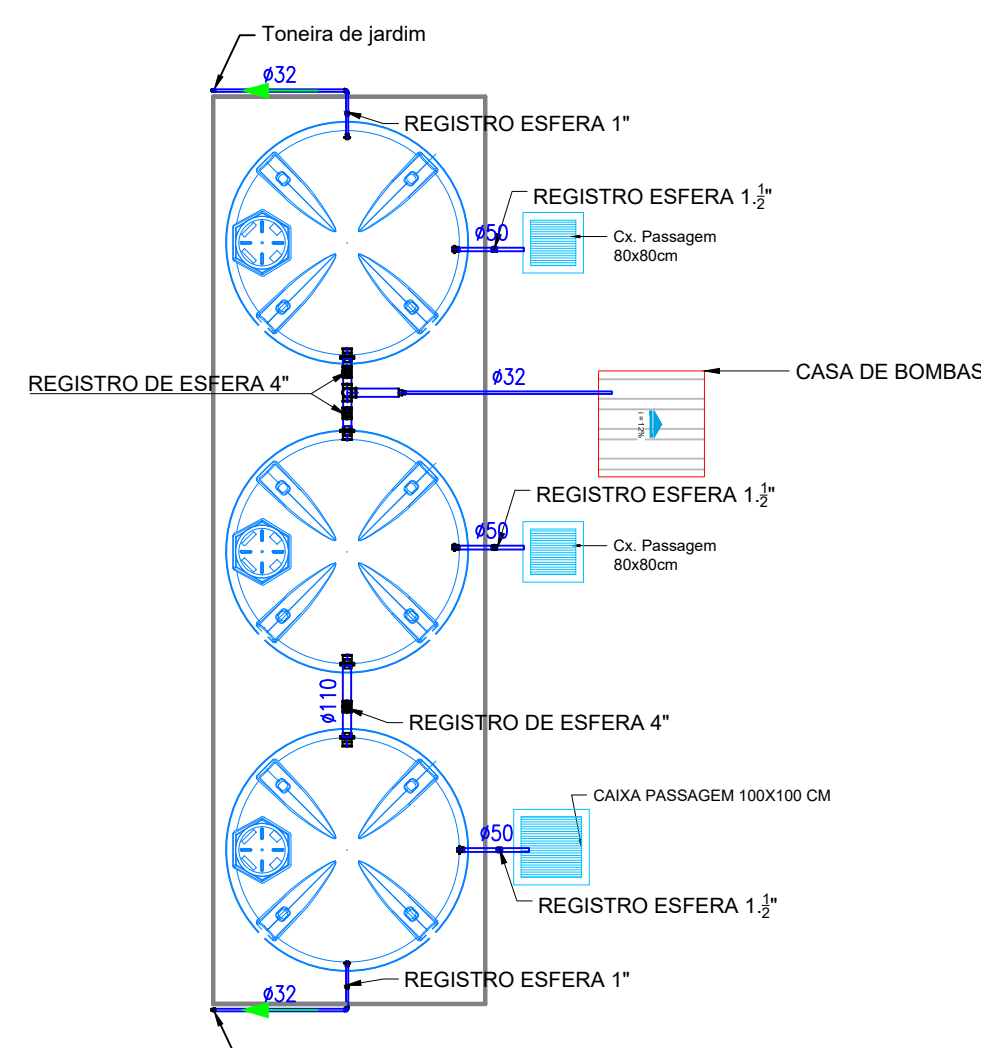 Toneira de jardim
ø32
REGISTRO ESFERA 1"
REGISTRO ESFERA 1.½"
ø50
Cx. Passagem
80x80cm
REGISTRO DE ESFERA 4"
ø32
CASA DE BOMBAS
i = 12%
REGISTRO ESFERA 1.½"
ø50
Cx. Passagem
80x80cm
ø110
REGISTRO DE ESFERA 4"
CAIXA PASSAGEM 100X100 CM
ø50
REGISTRO ESFERA 1.½"
REGISTRO ESFERA 1"
ø32